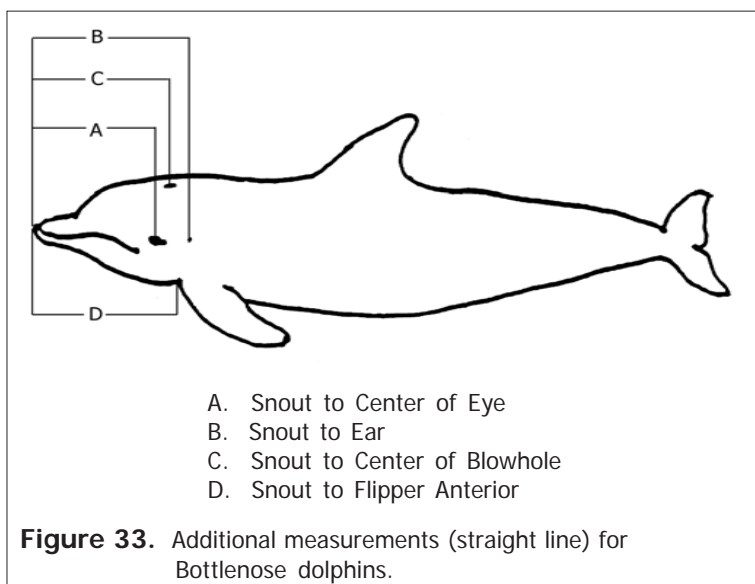 B
C
A
D
A. Snout to Center of Eye
B. Snout to Ear
C. Snout to Center of Blowhole
D. Snout to Flipper Anterior
Figure 33. Additional measurements (straight line) for
Bottlenose dolphins.